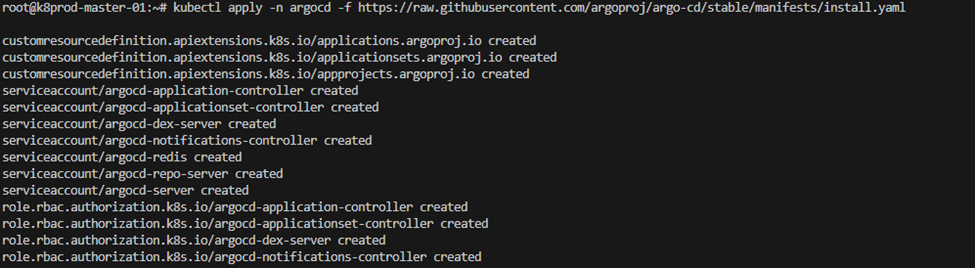 root@k8prod-master-01:~# kubectl apply -n argocd -f https://raw.githubusercontent.com/argoproj/argo-cd/stable/manifests/install.yaml
customresourcedefinition.apiextensions.k8s.io/applications.argoproj.io created
customresourcedefinition.apiextensions.k8s.io/applicationsets.argoproj.io created
customresourcedefinition.apiextensions.k8s.io/appprojects.argoproj.io created
serviceaccount/argocd-application-controller created
serviceaccount/argocd-applicationset-controller created
serviceaccount/argocd-dex-server created
serviceaccount/argocd-notifications-controller created
serviceaccount/argocd-redis created
serviceaccount/argocd-repo-server created
serviceaccount/argocd-server created
role.rbac.authorization.k8s.io/argocd-application-controller created
role.rbac.authorization.k8s.io/argocd-applicationset-controller created
role.rbac.authorization.k8s.io/argocd-dex-server created
role.rbac.authorization.k8s.io/argocd-notifications-controller created